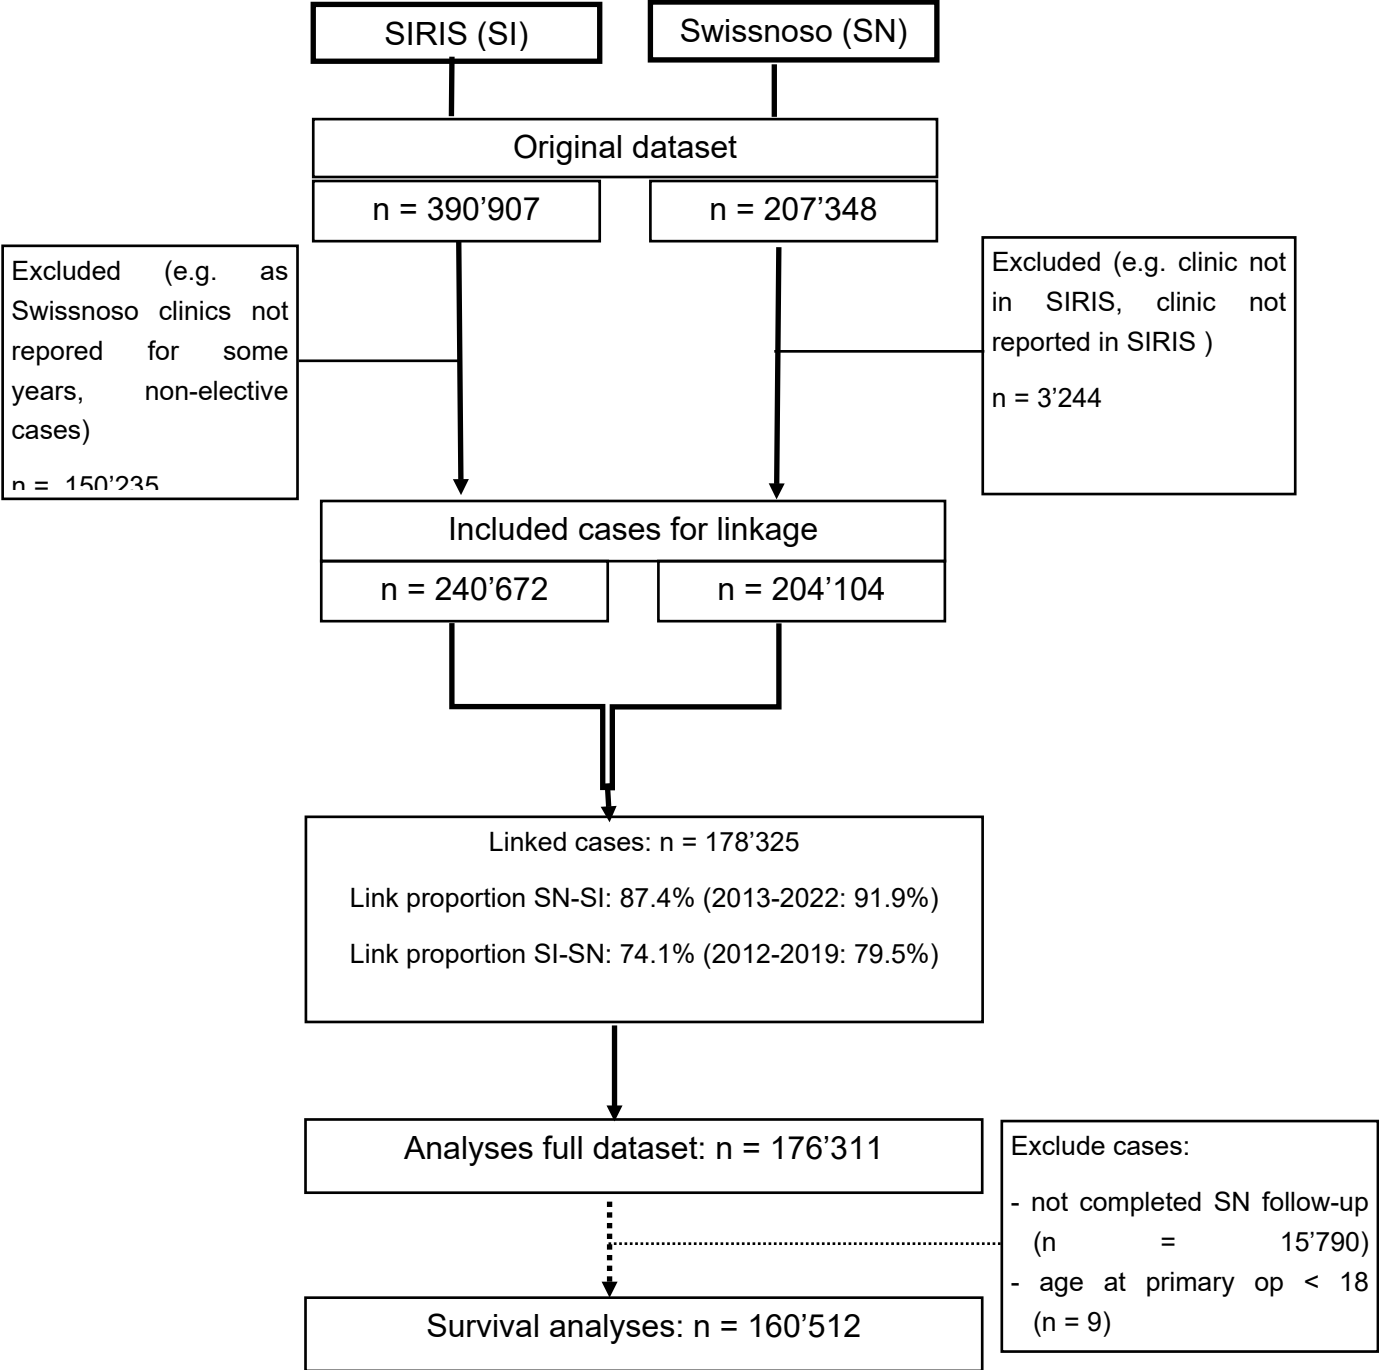 SIRIS (SI)
Swissnoso (SN)
Original dataset
n = 390’907
n = 207’348
Excluded (e.g. as
Swissnoso clinics not
repored for some
years, non-elective
cases)
n = 150’235
Excluded (e.g. clinic not
in SIRIS, clinic not
reported in SIRIS )
n = 3’244
Included cases for linkage
n = 240’672
n = 204’104
Linked cases: n = 178’325
Link proportion SN-SI: 87.4% (2013-2022: 91.9%)
Link proportion SI-SN: 74.1% (2012-2019: 79.5%)
Analyses full dataset: n = 176’311
Exclude cases:
- not completed SN follow-up
(n = 15’790)
- age at primary op < 18
(n = 9)
Survival analyses: n = 160’512